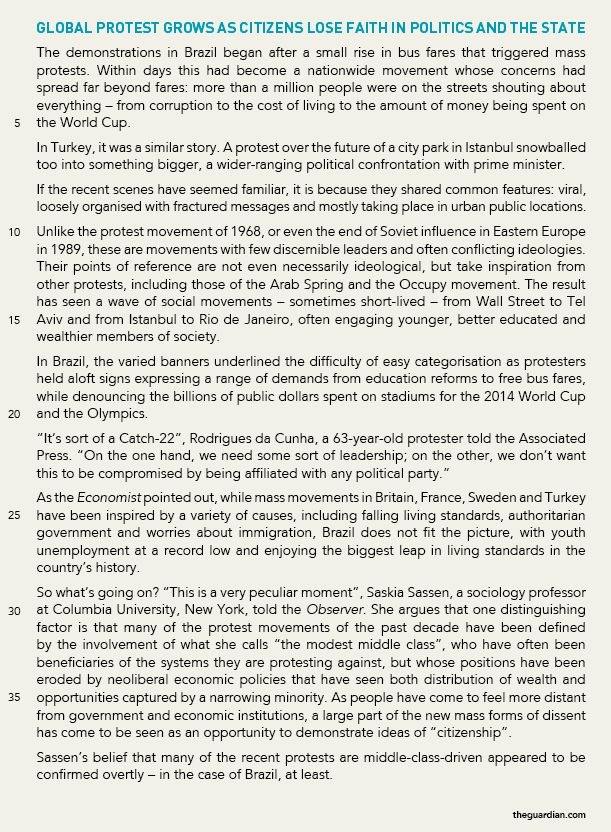 GLOBAL PROTEST GROWS AS CITIZENS LOSE FAITH IN POLITICS AND THE STATE
The demonstrations in Brazil began after a small rise in bus fares that triggered mass
protests. Within days this had become a nationwide movement whose concerns had
spread far beyond fares: more than a million people were on the streets shouting about
everything – from corruption to the cost of living to the amount of money being spent on
5 the World Cup.
In Turkey, it was a similar story. A protest over the future of a city park in Istanbul snowballed
too into something bigger, a wider-ranging political confrontation with prime minister.
If the recent scenes have seemed familiar, it is because they shared common features: viral,
loosely organised with fractured messages and mostly taking place in urban public locations.
10 Unlike the protest movement of 1968, or even the end of Soviet influence in Eastern Europe
in 1989, these are movements with few discernible leaders and often conflicting ideologies.
Their points of reference are not even necessarily ideological, but take inspiration from
other protests, including those of the Arab Spring and the Occupy movement. The result
has seen a wave of social movements – sometimes short-lived – from Wall Street to Tel
15 Aviv and from Istanbul to Rio de Janeiro, often engaging younger, better educated and
wealthier members of society.
In Brazil, the varied banners underlined the difficulty of easy categorisation as protesters
held aloft signs expressing a range of demands from education reforms to free bus fares,
while denouncing the billions of public dollars spent on stadiums for the 2014 World Cup
20 and the Olympics.
“It’s sort of a Catch-22”, Rodrigues da Cunha, a 63-year-old protester told the Associated
Press. “On the one hand, we need some sort of leadership; on the other, we don’t want
this to be compromised by being affiliated with any political party.”
As the Economist pointed out, while mass movements in Britain, France, Sweden and Turkey
25 have been inspired by a variety of causes, including falling living standards, authoritarian
government and worries about immigration, Brazil does not fit the picture, with youth
unemployment at a record low and enjoying the biggest leap in living standards in the
country’s history.
So what’s going on? “This is a very peculiar moment”, Saskia Sassen, a sociology professor
30 at Columbia University, New York, told the Observer. She argues that one distinguishing
factor is that many of the protest movements of the past decade have been defined
by the involvement of what she calls “the modest middle class”, who have often been
beneficiaries of the systems they are protesting against, but whose positions have been
eroded by neoliberal economic policies that have seen both distribution of wealth and
35 opportunities captured by a narrowing minority. As people have come to feel more distant
from government and economic institutions, a large part of the new mass forms of dissent
has come to be seen as an opportunity to demonstrate ideas of “citizenship”.
Sassen’s belief that many of the recent protests are middle-class-driven appeared to be
confirmed overtly – in the case of Brazil, at least.
theguardian.com